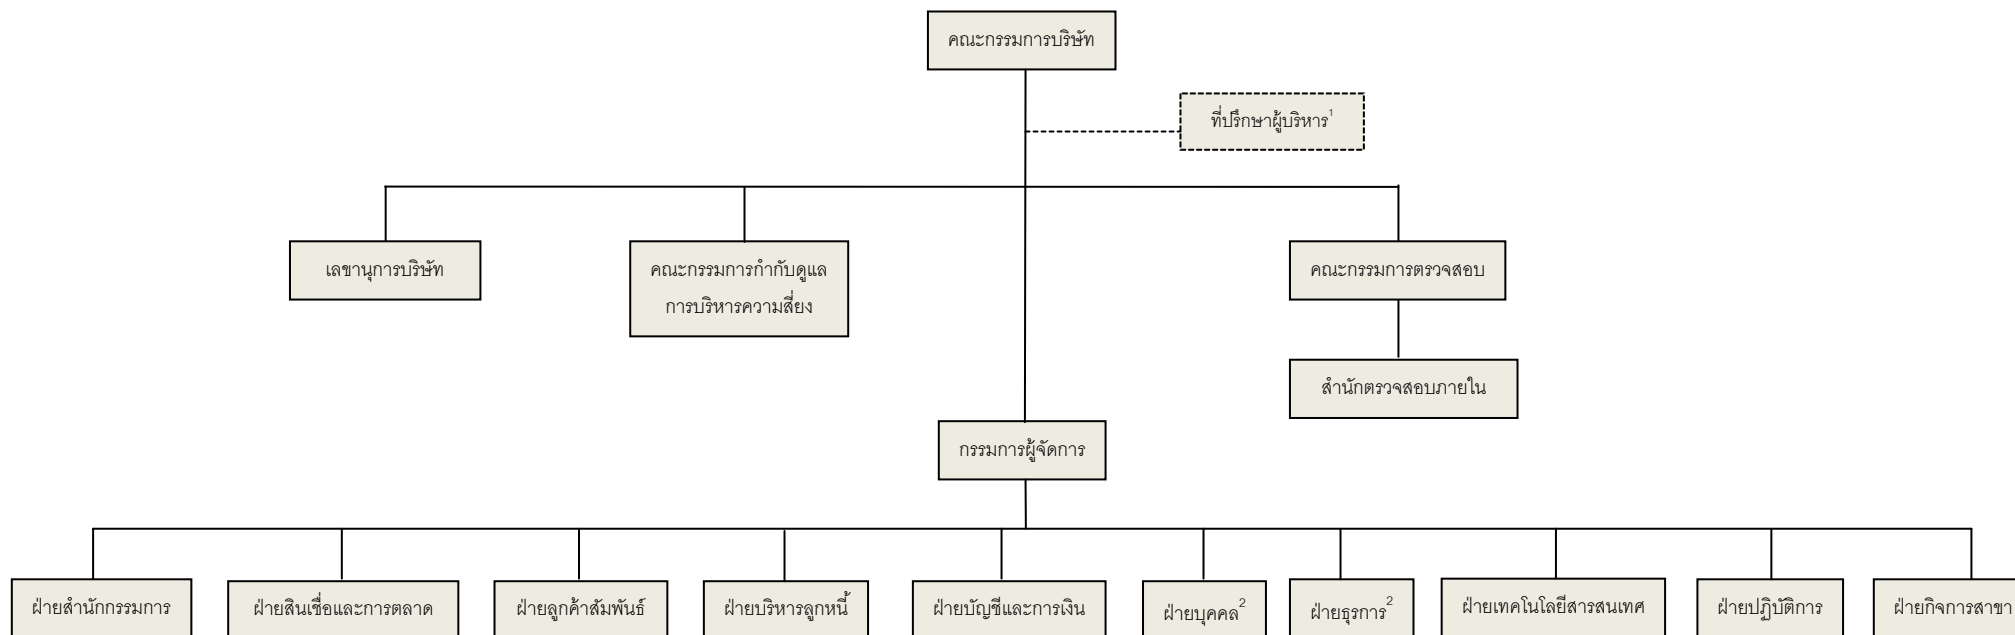 คณะกรรมการบริษัท
ที่ปรึกษาผู้บริหาร¹
เลขานุการบริษัท
คณะกรรมการกำกับดูแล
การบริหารความสี่ยง
คณะกรรมการตรวจสอบ
สำนักตรวจสอบภายใน
กรรมการผู้จัดการ
ฝ่ายสำนักกรรมการ
ฝ่ายสินเชื่อและการตลาด
ฝ่ายลูกค้าสัมพันธ์
ฝ่ายบริหารลูกหนี้
ฝ่ายบัญชีและการเงิน
ฝ่ายบุคคล²
ฝ่ายธุรการ²
ฝ่ายเทคโนโลยีสารสนเทศ
ฝ่ายปฏิบัติการ
ฝ่ายกิจการสาขา